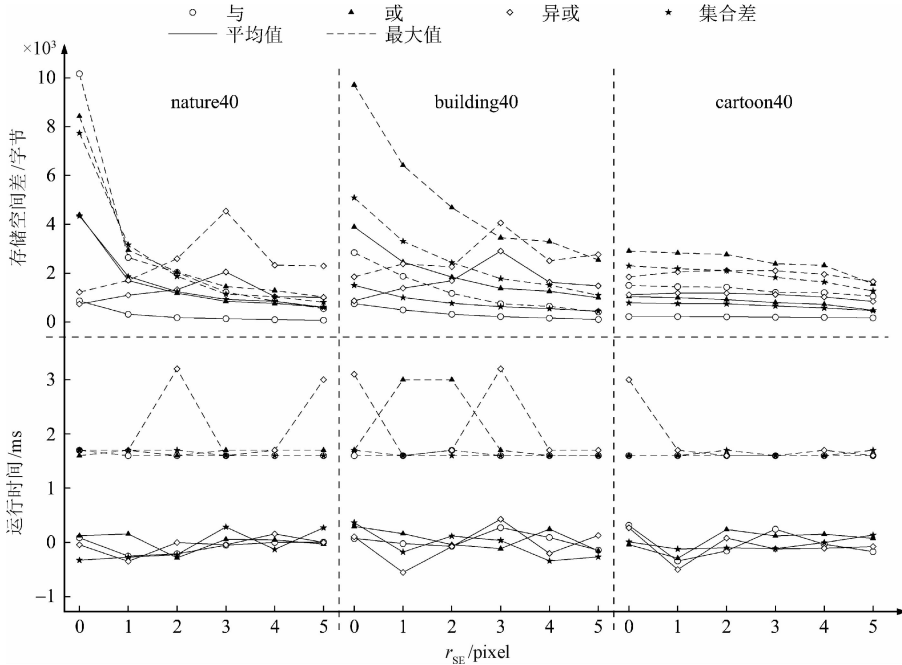 与 或 异或 集合差
平均值 最大值
×10³
nature40 building40 cartoon40
存储空间差/字节
10
8
6
4
2
0
运行时间/ms
3
2
1
0
−1
0 1 2 3 4 5 0 1 2 3 4 5 0 1 2 3 4 5
rSE/pixel